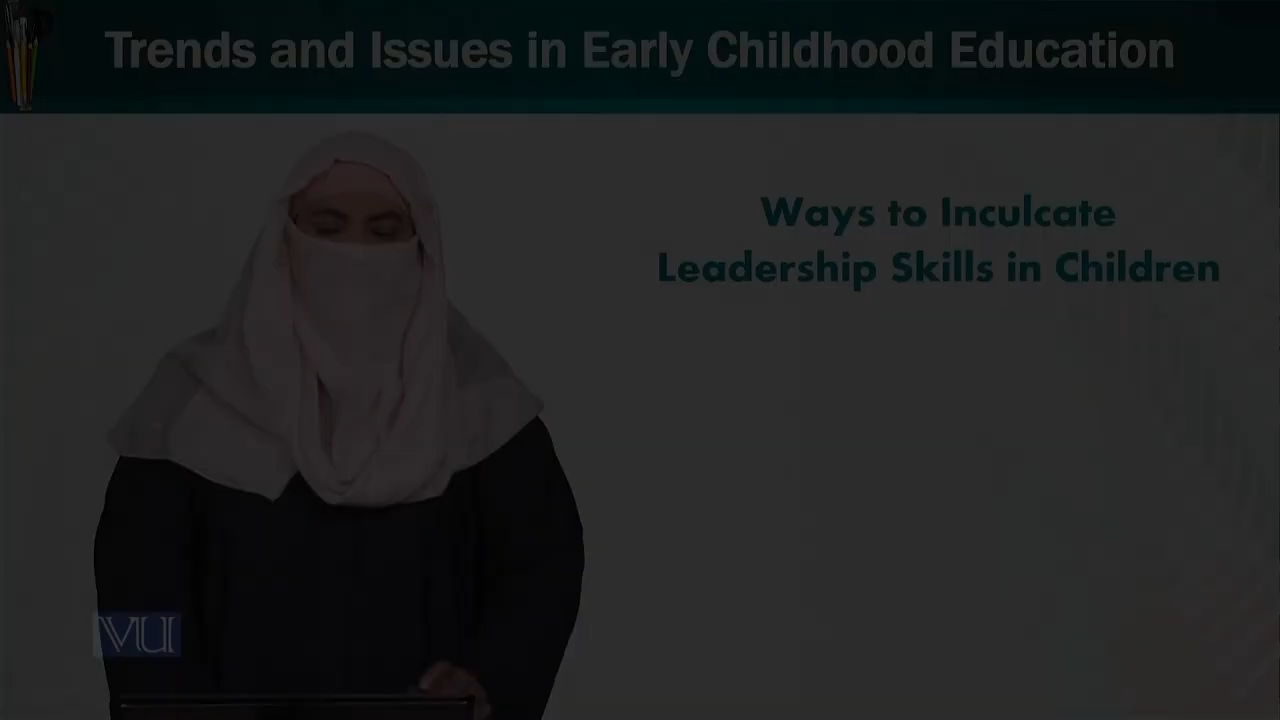 Trends and Issues in Early Childhood Education
Ways to Inculcate
Leadership Skills in Children
VU